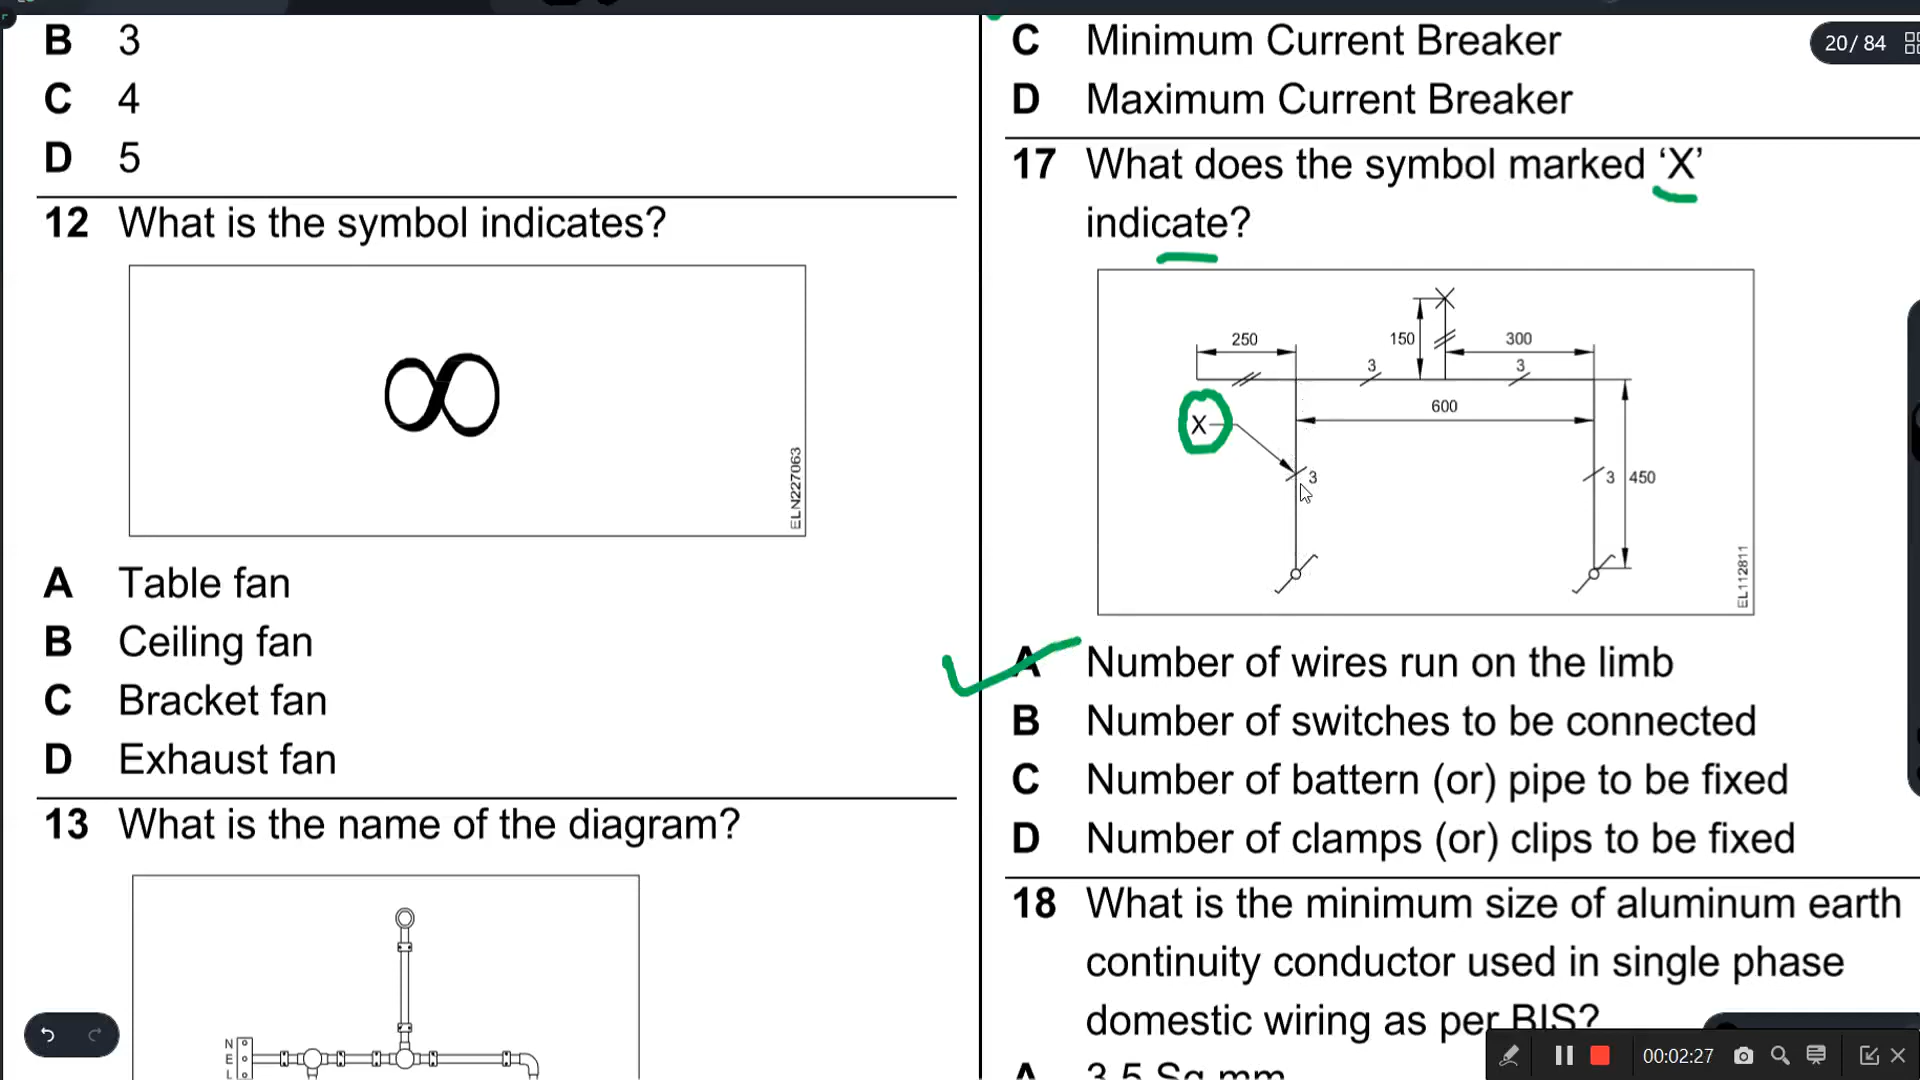 B 3
C 4
D 5
12 What is the symbol indicates?
ELN227063
A Table fan
B Ceiling fan
C Bracket fan
D Exhaust fan
13 What is the name of the diagram?
N
E
L
C Minimum Current Breaker
D Maximum Current Breaker
20/ 84
17 What does the symbol marked ‘X’
indicate?
250
150
300
3
3
600
X
3
3
450
EL112811
A Number of wires run on the limb
B Number of switches to be connected
C Number of battern (or) pipe to be fixed
D Number of clamps (or) clips to be fixed
18 What is the minimum size of aluminum earth
continuity conductor used in single phase
domestic wiring as per BIS?
A 3.5 Sq.mm
00:02:27